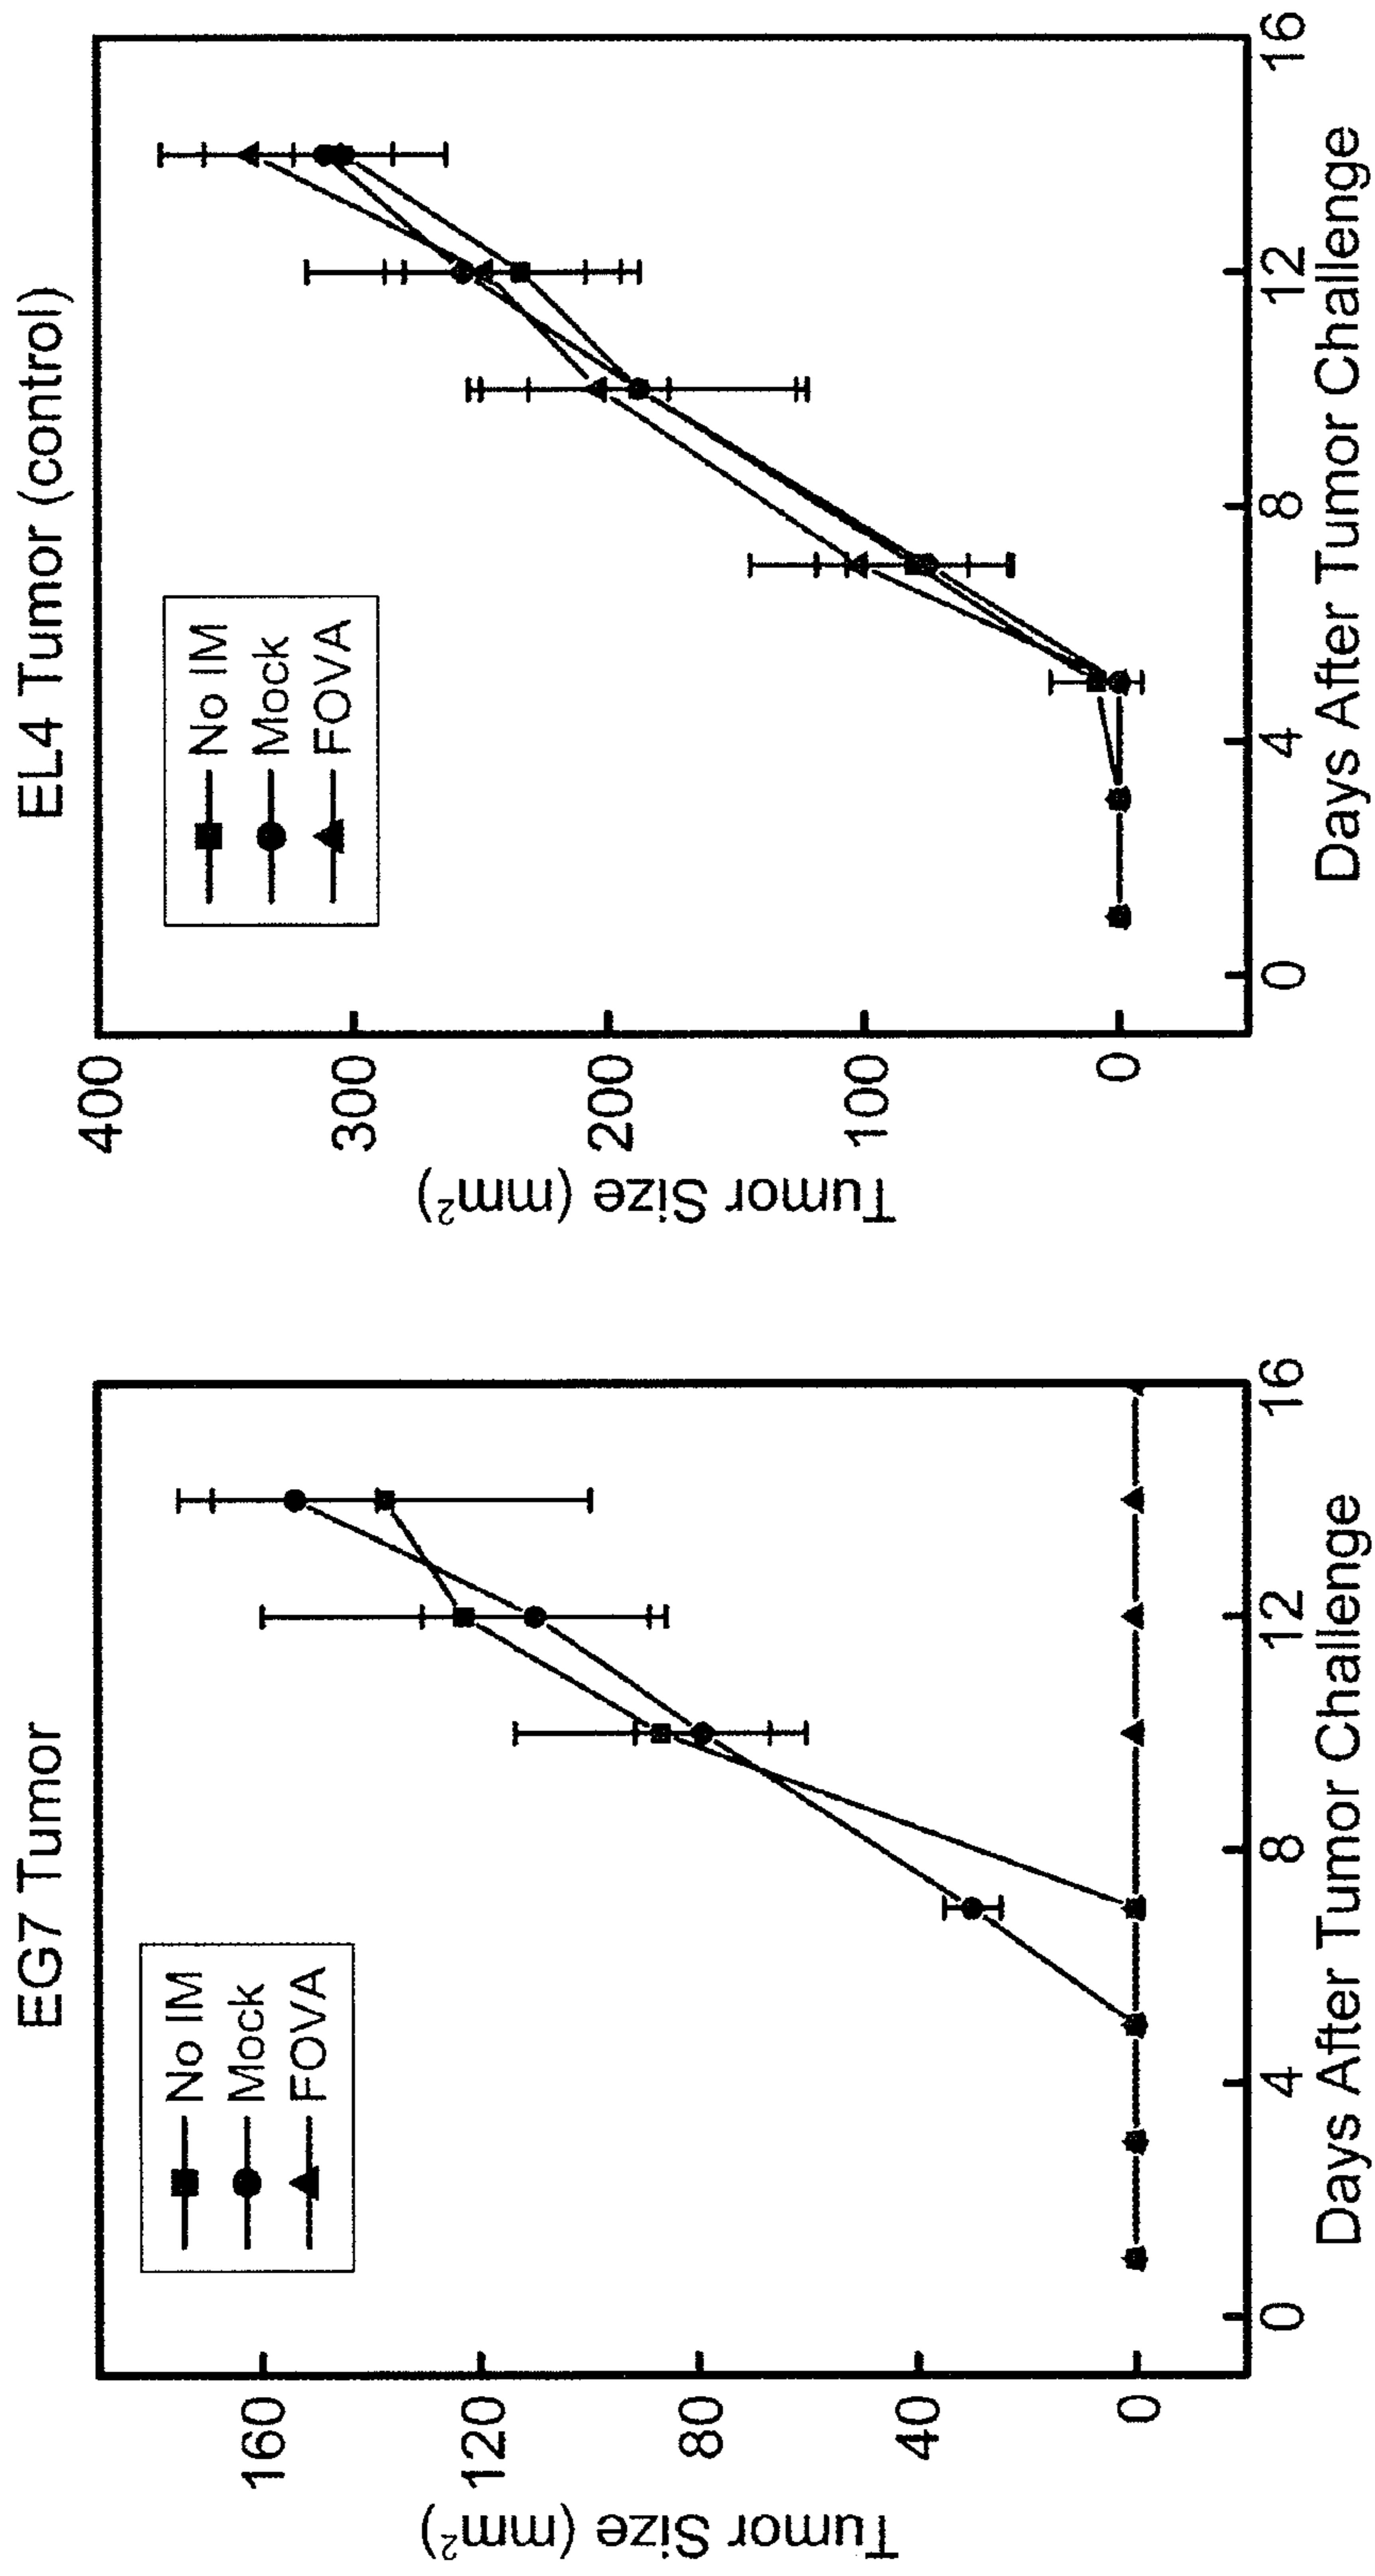 EG7 Tumor
No IM
Mock
FOVA
160
120
80
40
0
Tumor Size (mm²)
0 4 8 12 16
Days After Tumor Challenge
EL4 Tumor (control)
No IM
Mock
FOVA
400
300
200
100
0
Tumor Size (mm²)
0 4 8 12 16
Days After Tumor Challenge